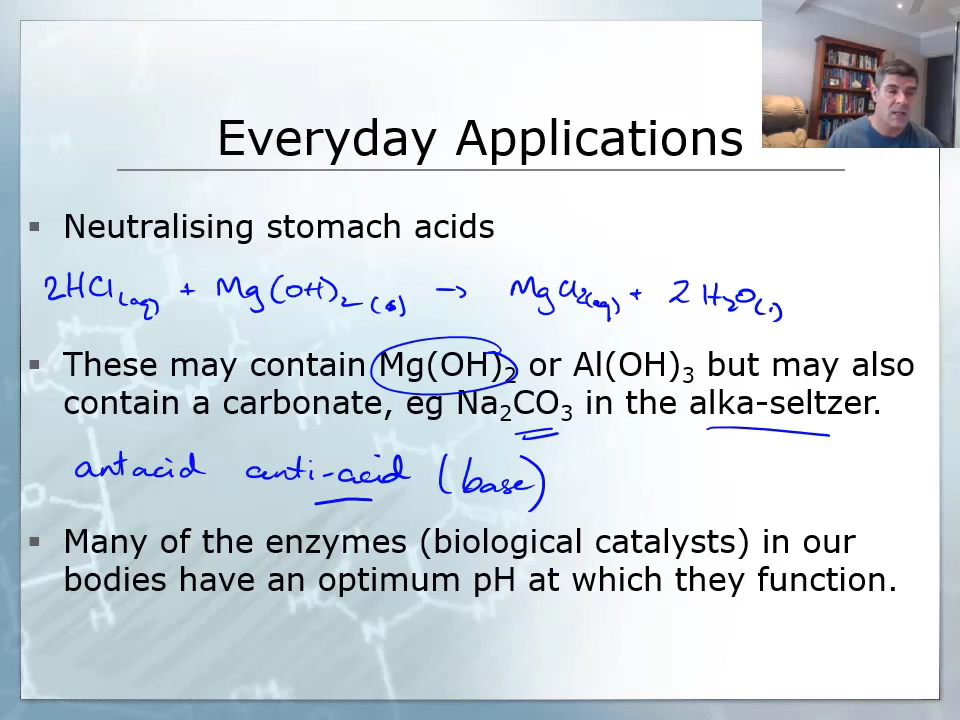 Everyday Applications
Neutralising stomach acids
2HCl(aq) + Mg(OH)₂(s) → MgCl₂(aq) + 2H₂O(l)
These may contain Mg(OH)₂ or Al(OH)₃ but may also
contain a carbonate, eg Na₂CO₃ in the alka-seltzer.
antacid anti-acid (base)
Many of the enzymes (biological catalysts) in our
bodies have an optimum pH at which they function.